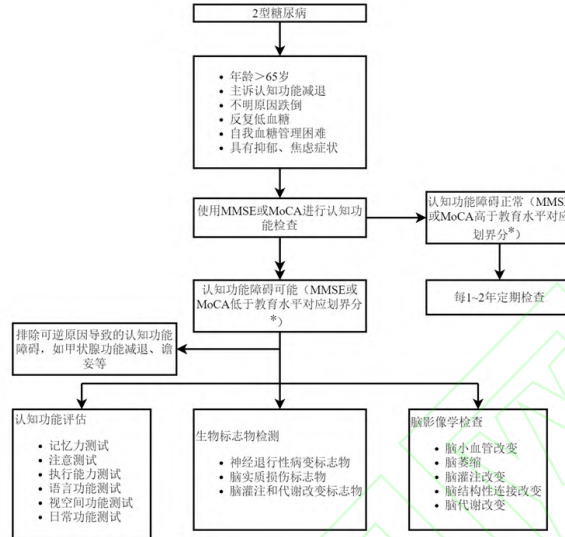 2型糖尿病
年龄＞65岁
主诉认知功能减退
不明原因跌倒
反复低血糖
自我血糖管理困难
具有抑郁、焦虑症状
使用MMSE或MoCA进行认知功
能检查
认知功能障碍正常（MMSE
或MoCA高于教育水平对应
划界分*）
每1~2年定期检查
认知功能障碍可能（MMSE或
MoCA低于教育水平对应划界分
*）
排除可逆原因导致的认知功能
障碍，如甲状腺功能减退、谵
妄等
认知功能评估
记忆力测试
注意测试
执行能力测试
语言功能测试
视空间功能测试
日常功能测试
生物标志物检测
神经退行性病变标志物
脑实质损伤标志物
脑灌注和代谢改变标志物
脑影像学检查
脑小血管改变
脑萎缩
脑灌注改变
脑结构性连接改变
脑代谢改变